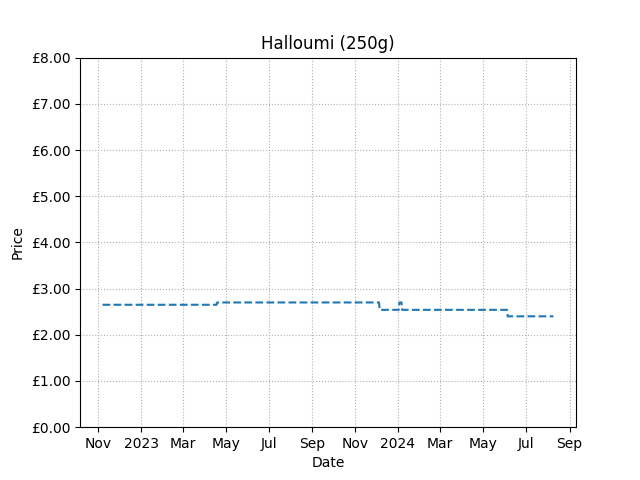 Halloumi (250g)
£8.00
£7.00
£6.00
£5.00
£4.00
£3.00
£2.00
£1.00
£0.00
Price
Nov 2023 Mar May Jul Sep Nov 2024 Mar May Jul Sep
Date